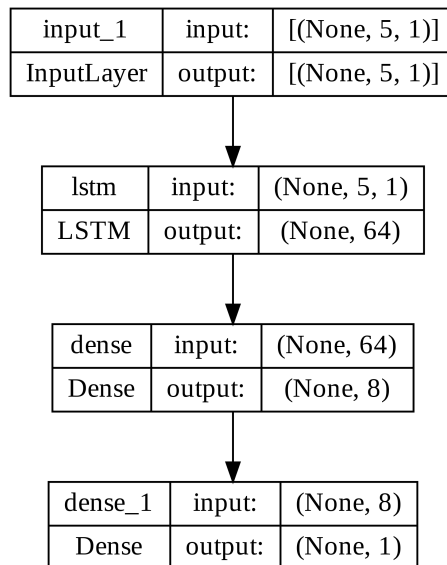 input_1 input: [(None, 5, 1)]
InputLayer output: [(None, 5, 1)]
lstm input: (None, 5, 1)
LSTM output: (None, 64)
dense input: (None, 64)
Dense output: (None, 8)
dense_1 input: (None, 8)
Dense output: (None, 1)